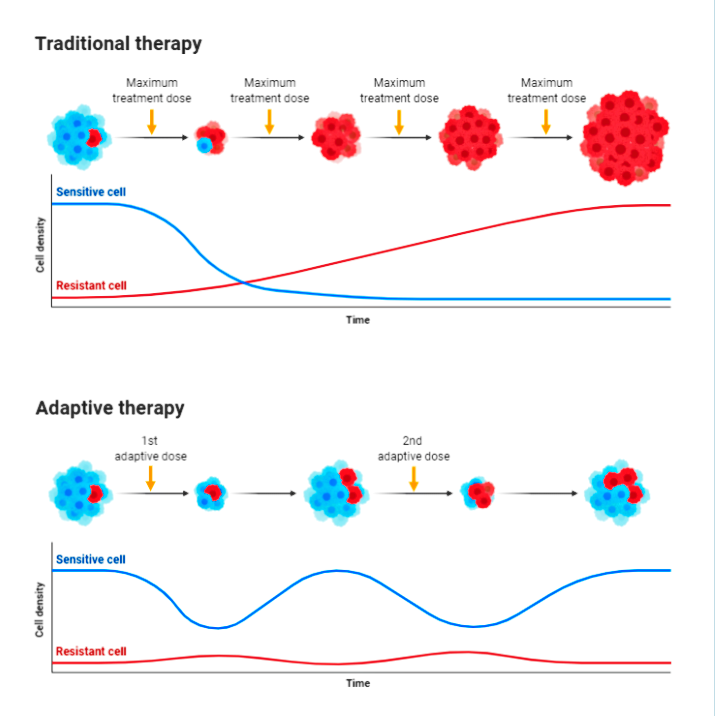 Traditional therapy
Maximum
treatment dose
Maximum
treatment dose
Maximum
treatment dose
Maximum
treatment dose
Sensitive cell
Cell density
Resistant cell
Time
Adaptive therapy
1st
adaptive dose
2nd
adaptive dose
Sensitive cell
Cell density
Resistant cell
Time